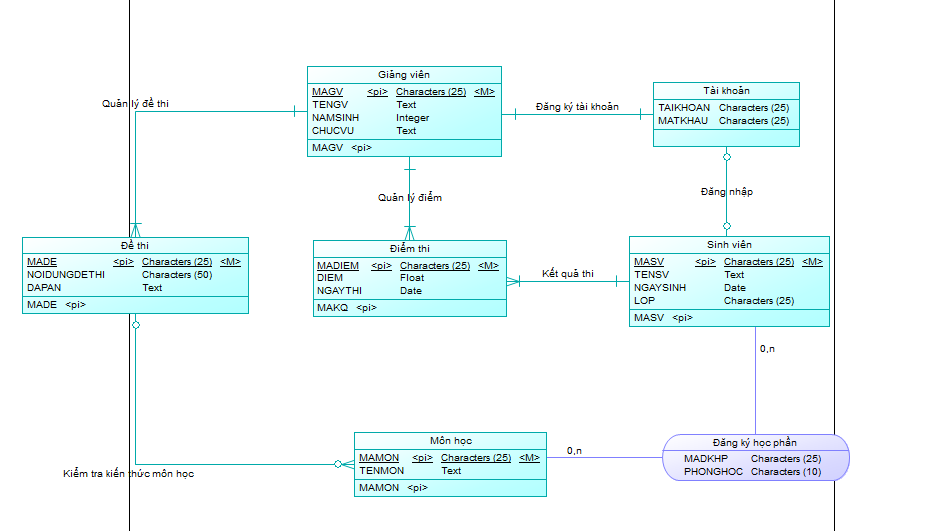 Giảng viên
MAGV <pi> Characters (25) <M>
TENGV Text
NAMSINH Integer
CHUCVU Text
MAGV <pi>
Quản lý đề thi
Đăng ký tài khoản
Tài khoản
TAIKHOAN Characters (25)
MATKHAU Characters (25)
Quản lý điểm
Đăng nhập
Đề thi
MADE <pi> Characters (25) <M>
NOIDUNGDETHI Characters (50)
DAPAN Text
MADE <pi>
Điểm thi
MADIEM <pi> Characters (25) <M>
DIEM Float
NGAYTHI Date
MAKQ <pi>
Kết quả thi
Sinh viên
MASV <pi> Characters (25) <M>
TENSV Text
NGAYSINH Date
LOP Characters (25)
MASV <pi>
0,n
Môn học
MAMON <pi> Characters (25) <M>
TENMON Text
MAMON <pi>
0,n
Đăng ký học phần
MADKHP Characters (25)
PHONGHOC Characters (10)
Kiểm tra kiến thức môn học